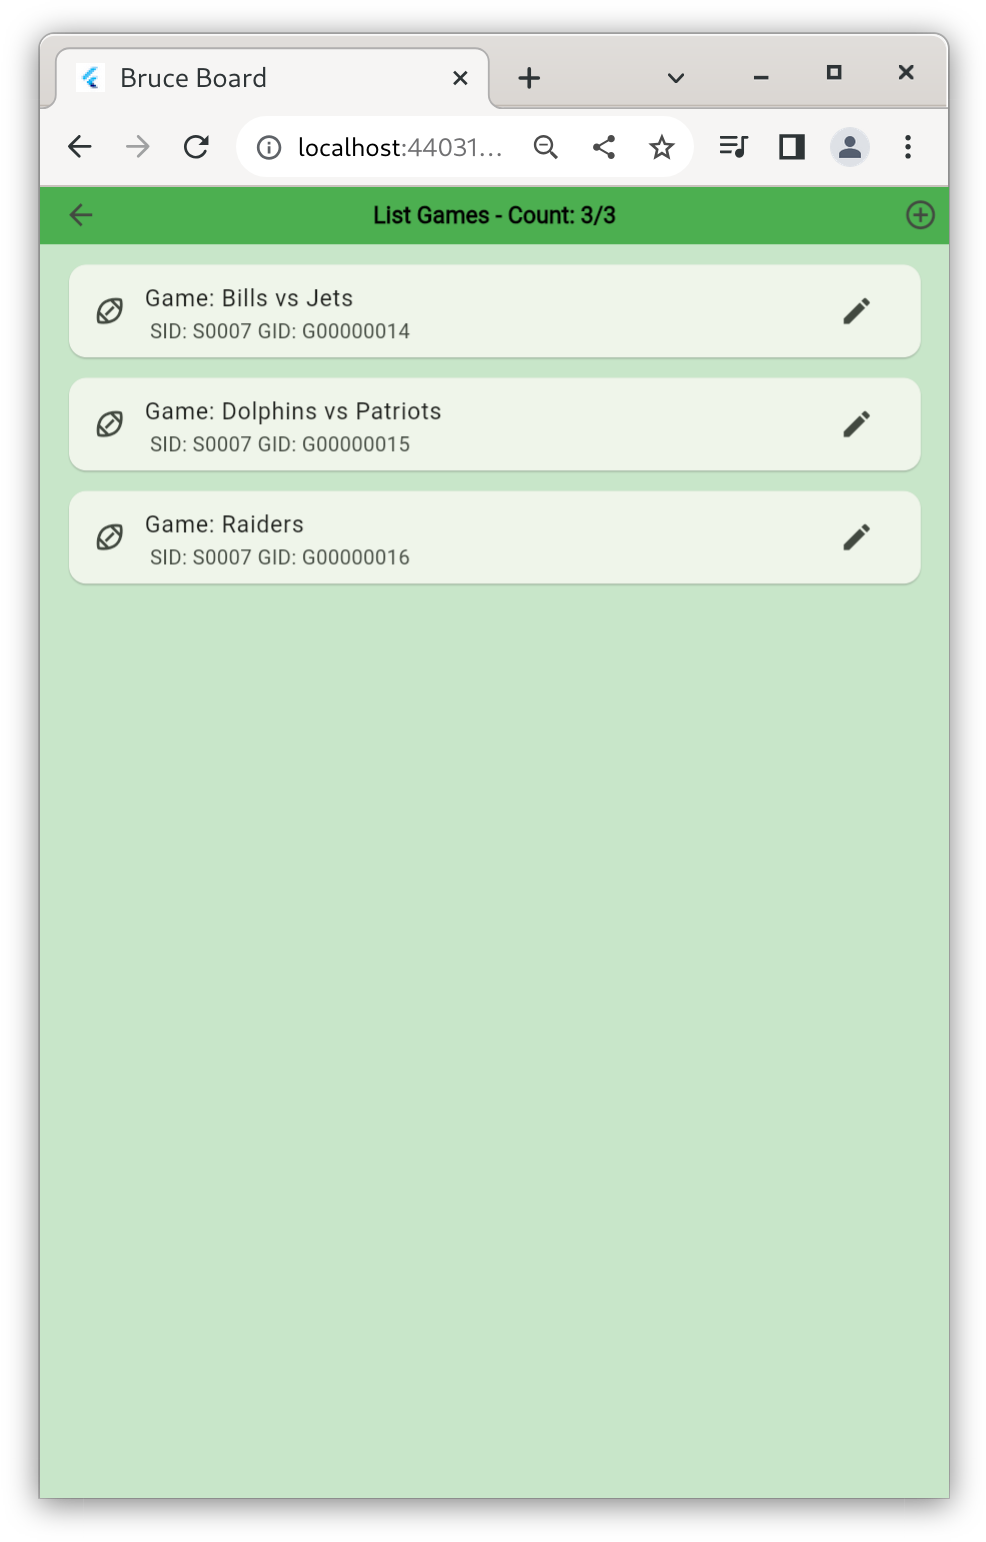 Bruce Board
localhost:44031...
List Games - Count: 3/3
Game: Bills vs Jets
SID: S0007 GID: G00000014
Game: Dolphins vs Patriots
SID: S0007 GID: G00000015
Game: Raiders
SID: S0007 GID: G00000016